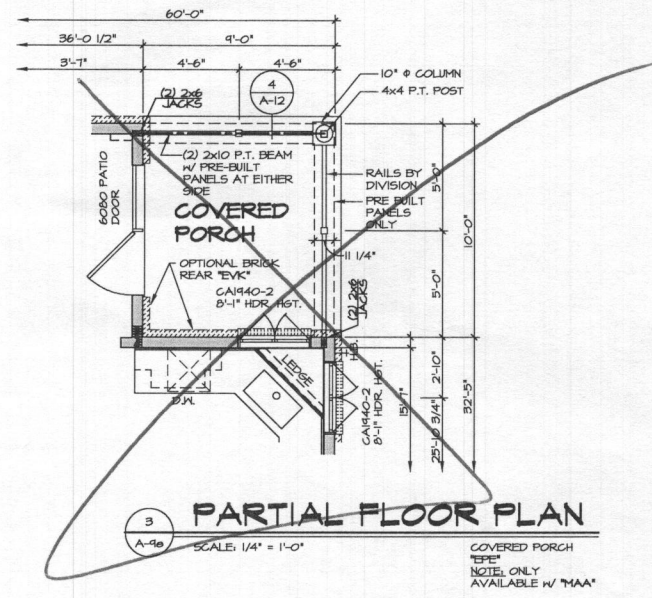 60'-0"
36'-0 1/2"
9'-0"
3'-7"
4'-6"
4'-6"
4
A-12
(2) 2x6
JACKS
10" Φ COLUMN
4x4 P.T. POST
(2) 2x10 P.T. BEAM
W/ PRE-BUILT
PANELS AT EITHER
SIDE
6080 PATIO
DOOR
COVERED
PORCH
RAILS BY
DIVISION
PRE BUILT
PANELS
ONLY
5'-0"
10'-0"
11 1/4"
OPTIONAL BRICK
REAR "EVK"
CA1940-2
8'-1" HDR. HGT.
(2) 2x6
JACKS
5'-0"
LEDGE
D.W.
CA1940-2
8'-1" HDR. HGT.
15'-7"
2'-10"
25'-10 3/4"
32'-5"
3
PARTIAL FLOOR PLAN
SCALE: 1/4" = 1'-0"
COVERED PORCH
"EPE"
NOTE: ONLY
AVAILABLE W/ "MAA"